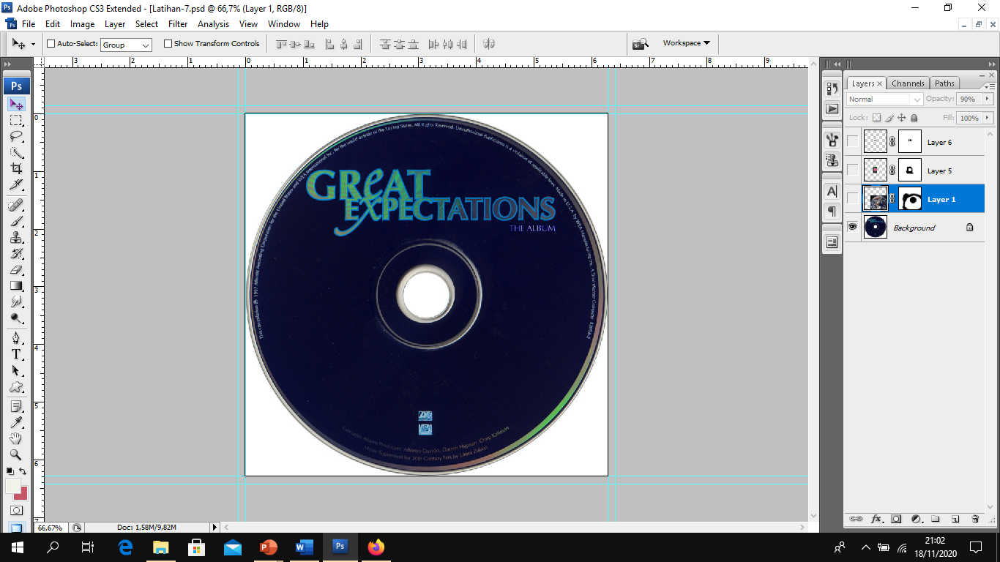 Adobe Photoshop CS3 Extended - [Latihan-7.psd @ 66,7% (Layer 1, RGB/8)]
File Edit Image Layer Select Filter Analysis View Window Help
Auto-Select: Group Show Transform Controls Workspace
3 2 1 0 1 2 3 4 5 6 7 8 9
Ps
0
1
2
3
4
5
6
7
This compilation ℗ 1997 Atlantic Recording Corporation for the United States and WEA International Inc. for the world outside of the United States. All Rights Reserved. Unauthorized duplication is a violation of applicable laws. Made in U.S.A. by WEA Manufacturing Inc. A Time Warner Company.
GREAT
EXPECTATIONS
THE ALBUM
Executive Album Producers: Alfonso Cuarón, Darren Higman, Craig Kallman
Music Supervised for 20th Century Fox by
Layers Channels Paths
Normal Opacity: 90%
Lock: Fill: 100%
Layer 6
Layer 5
Layer 1
Background
66,67% Doc: 1,58M/9,82M
21:02
18/11/2020